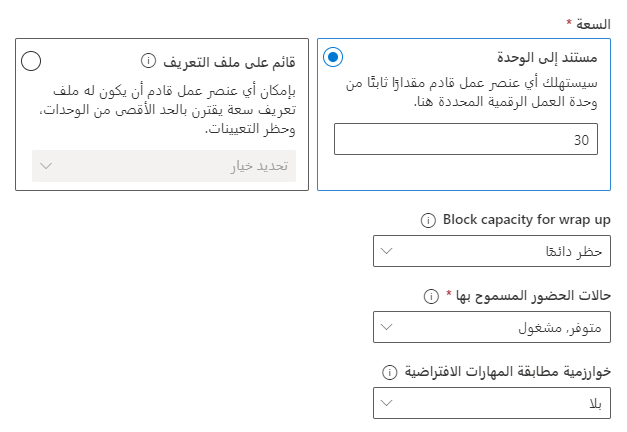 السعة *
مستند إلى الوحدة
سيستهلك أي عنصر عمل قادم مقدارًا ثابتًا من
وحدة العمل الرقمية المحددة هنا.
30
قائم على ملف التعريف
بإمكان أي عنصر عمل قادم أن يكون له ملف
تعريف سعة يقترن بالحد الأقصى من الوحدات،
وحظر التعيينات.
تحديد خيار
Block capacity for wrap up
حظر دائمًا
حالات الحضور المسموح بها *
متوفر, مشغول
خوارزمية مطابقة المهارات الافتراضية
بلا